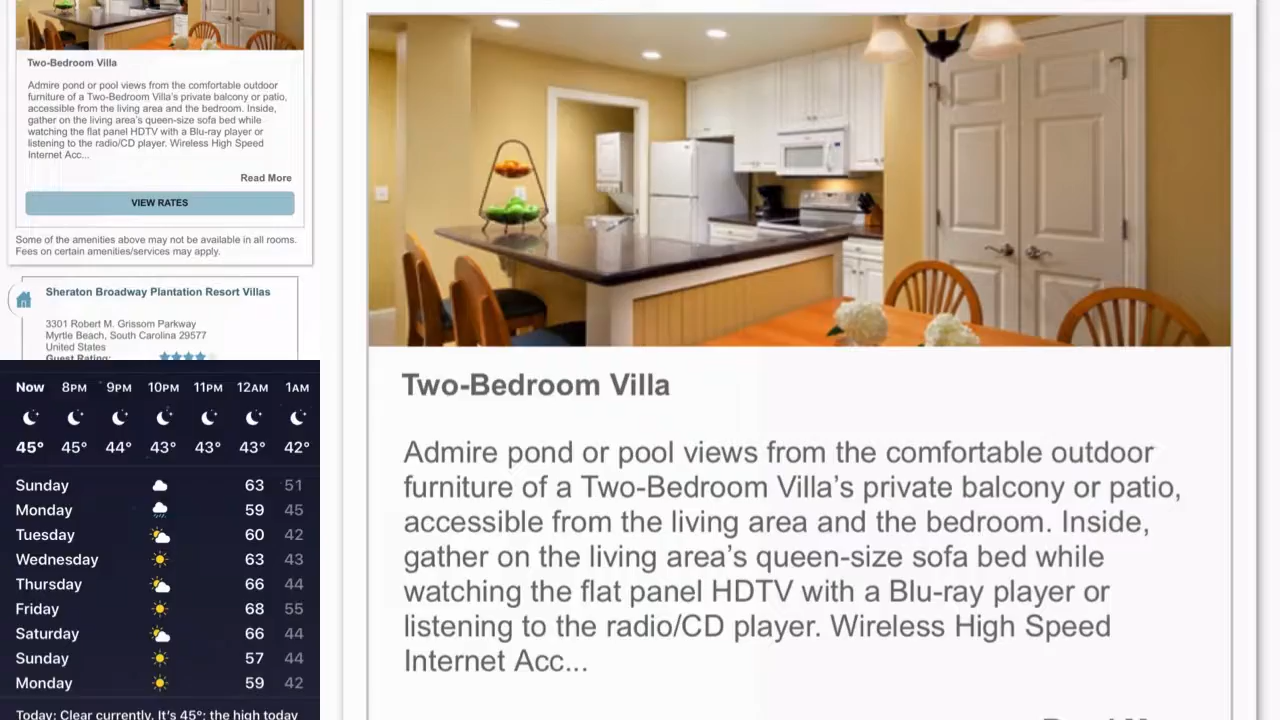 Two-Bedroom Villa
Admire pond or pool views from the comfortable outdoor
furniture of a Two-Bedroom Villa's private balcony or patio,
accessible from the living area and the bedroom. Inside,
gather on the living area's queen-size sofa bed while
watching the flat panel HDTV with a Blu-ray player or
listening to the radio/CD player. Wireless High Speed
Internet Acc...
Read More
VIEW RATES
Some of the amenities above may not be available in all rooms.
Fees on certain amenities/services may apply.
Sheraton Broadway Plantation Resort Villas
3301 Robert M. Grissom Parkway
Myrtle Beach, South Carolina 29577
United States
Guest Rating:
Now 8PM 9PM 10PM 11PM 12AM 1AM
45° 45° 44° 43° 43° 43° 42°
Sunday 63 51
Monday 59 45
Tuesday 60 42
Wednesday 63 43
Thursday 66 44
Friday 68 55
Saturday 66 44
Sunday 57 44
Monday 59 42
Today: Clear currently. It's 45°; the high today
Two-Bedroom Villa
Admire pond or pool views from the comfortable outdoor
furniture of a Two-Bedroom Villa’s private balcony or patio,
accessible from the living area and the bedroom. Inside,
gather on the living area’s queen-size sofa bed while
watching the flat panel HDTV with a Blu-ray player or
listening to the radio/CD player. Wireless High Speed
Internet Acc...